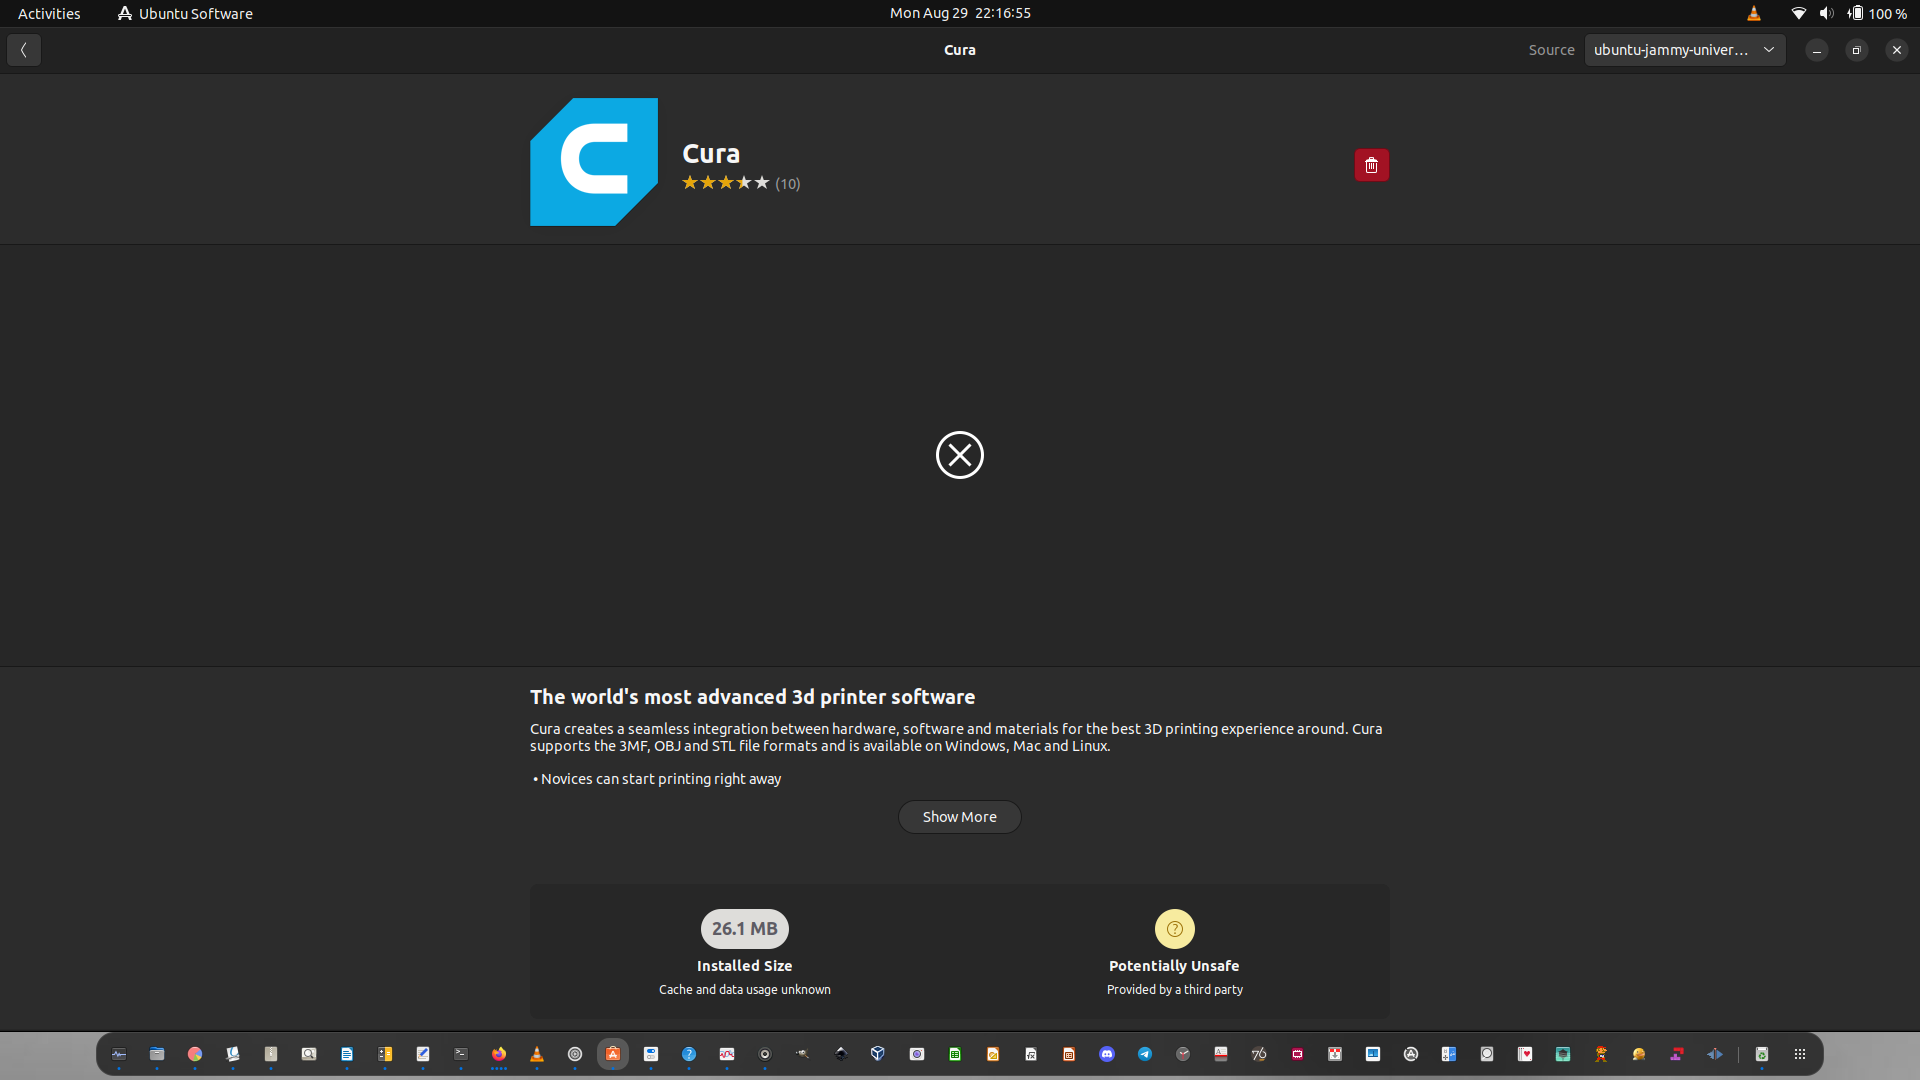 Activities
Ubuntu Software
Mon Aug 29 22:16:55
100 %
Cura
Source
ubuntu-jammy-univer...
Cura
(10)
The world's most advanced 3d printer software
Cura creates a seamless integration between hardware, software and materials for the best 3D printing experience around. Cura
supports the 3MF, OBJ and STL file formats and is available on Windows, Mac and Linux.
• Novices can start printing right away
Show More
26.1 MB
Installed Size
Cache and data usage unknown
Potentially Unsafe
Provided by a third party
76